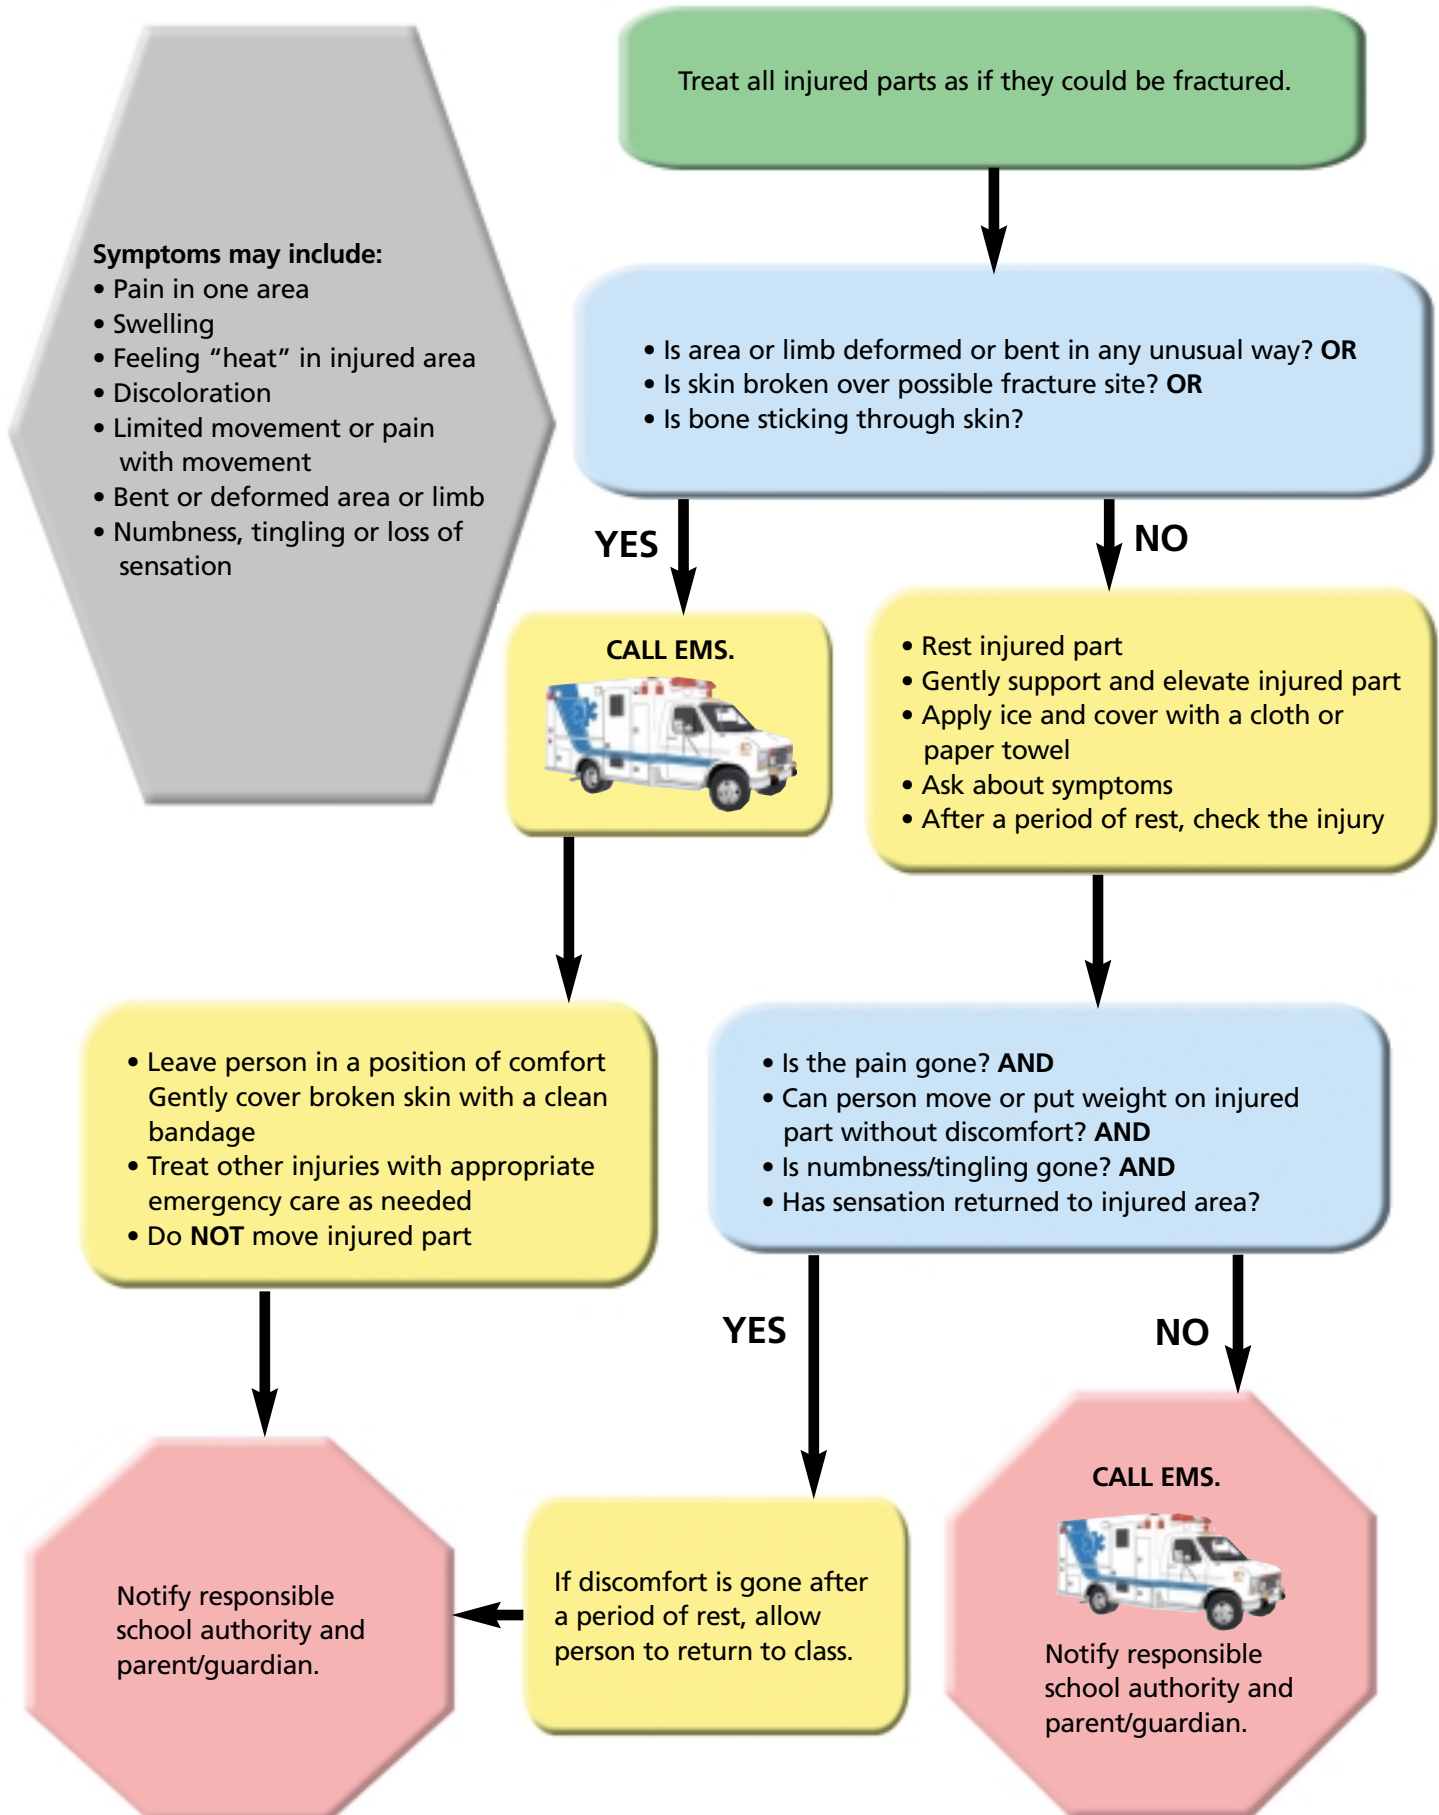 Treat all injured parts as if they could be fractured.
Symptoms may include:
• Pain in one area
• Swelling
• Feeling “heat” in injured area
• Discoloration
• Limited movement or pain
with movement
• Bent or deformed area or limb
• Numbness, tingling or loss of
sensation
• Is area or limb deformed or bent in any unusual way? OR
• Is skin broken over possible fracture site? OR
• Is bone sticking through skin?
YES
NO
CALL EMS.
• Rest injured part
• Gently support and elevate injured part
• Apply ice and cover with a cloth or
paper towel
• Ask about symptoms
• After a period of rest, check the injury
• Leave person in a position of comfort
Gently cover broken skin with a clean
bandage
• Treat other injuries with appropriate
emergency care as needed
• Do NOT move injured part
• Is the pain gone? AND
• Can person move or put weight on injured
part without discomfort? AND
• Is numbness/tingling gone? AND
• Has sensation returned to injured area?
YES
NO
Notify responsible
school authority and
parent/guardian.
If discomfort is gone after
a period of rest, allow
person to return to class.
CALL EMS.
Notify responsible
school authority and
parent/guardian.